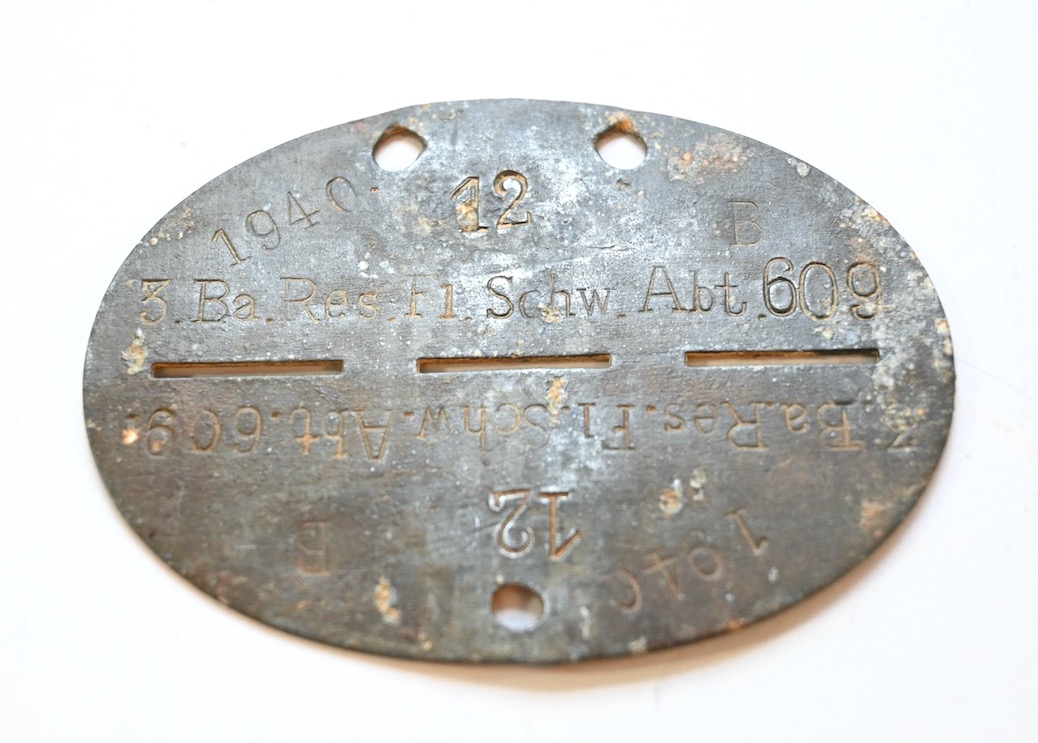 1940 12 B
3.Ba.Res.Fl.Schw.Abt.609
3.Ba.Res.Fl.Schw.Abt.609.
1940 12 B